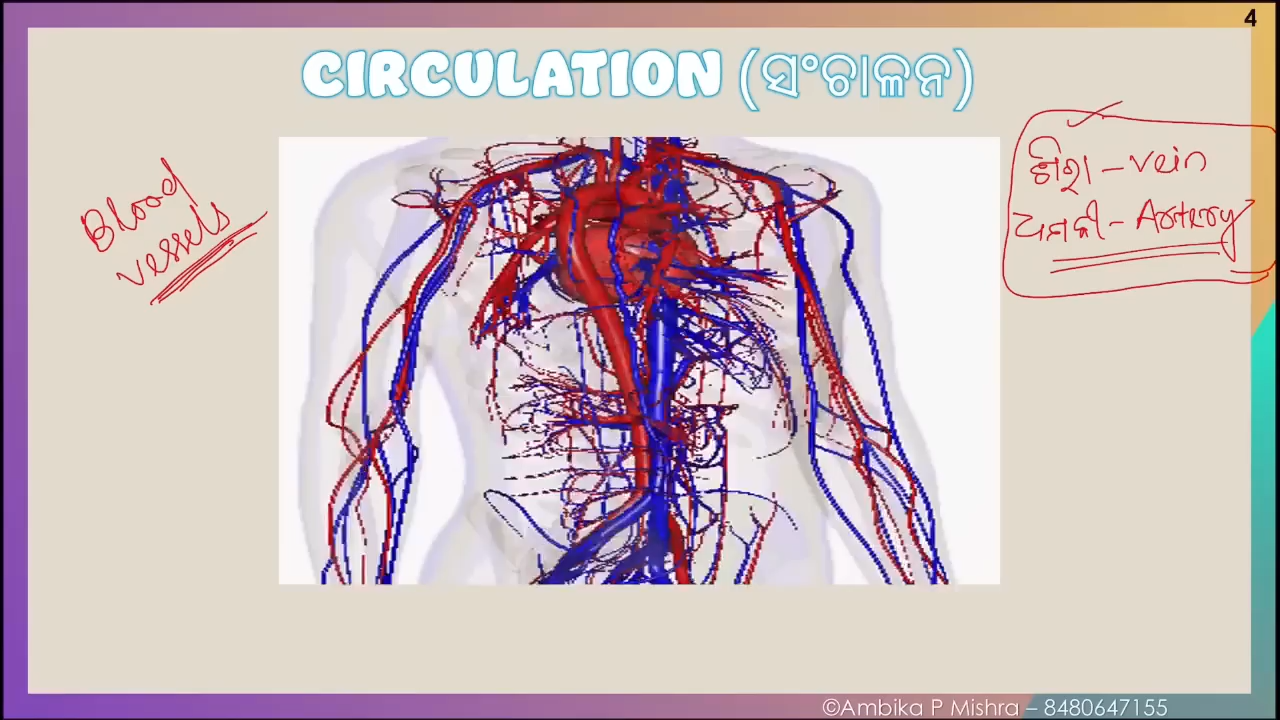 4
CIRCULATION (ସଂଚାଳନ)
Blood
vessels
ଶିରା – vein
ଧମନୀ – Artery
©Ambika P Mishra – 8480647155